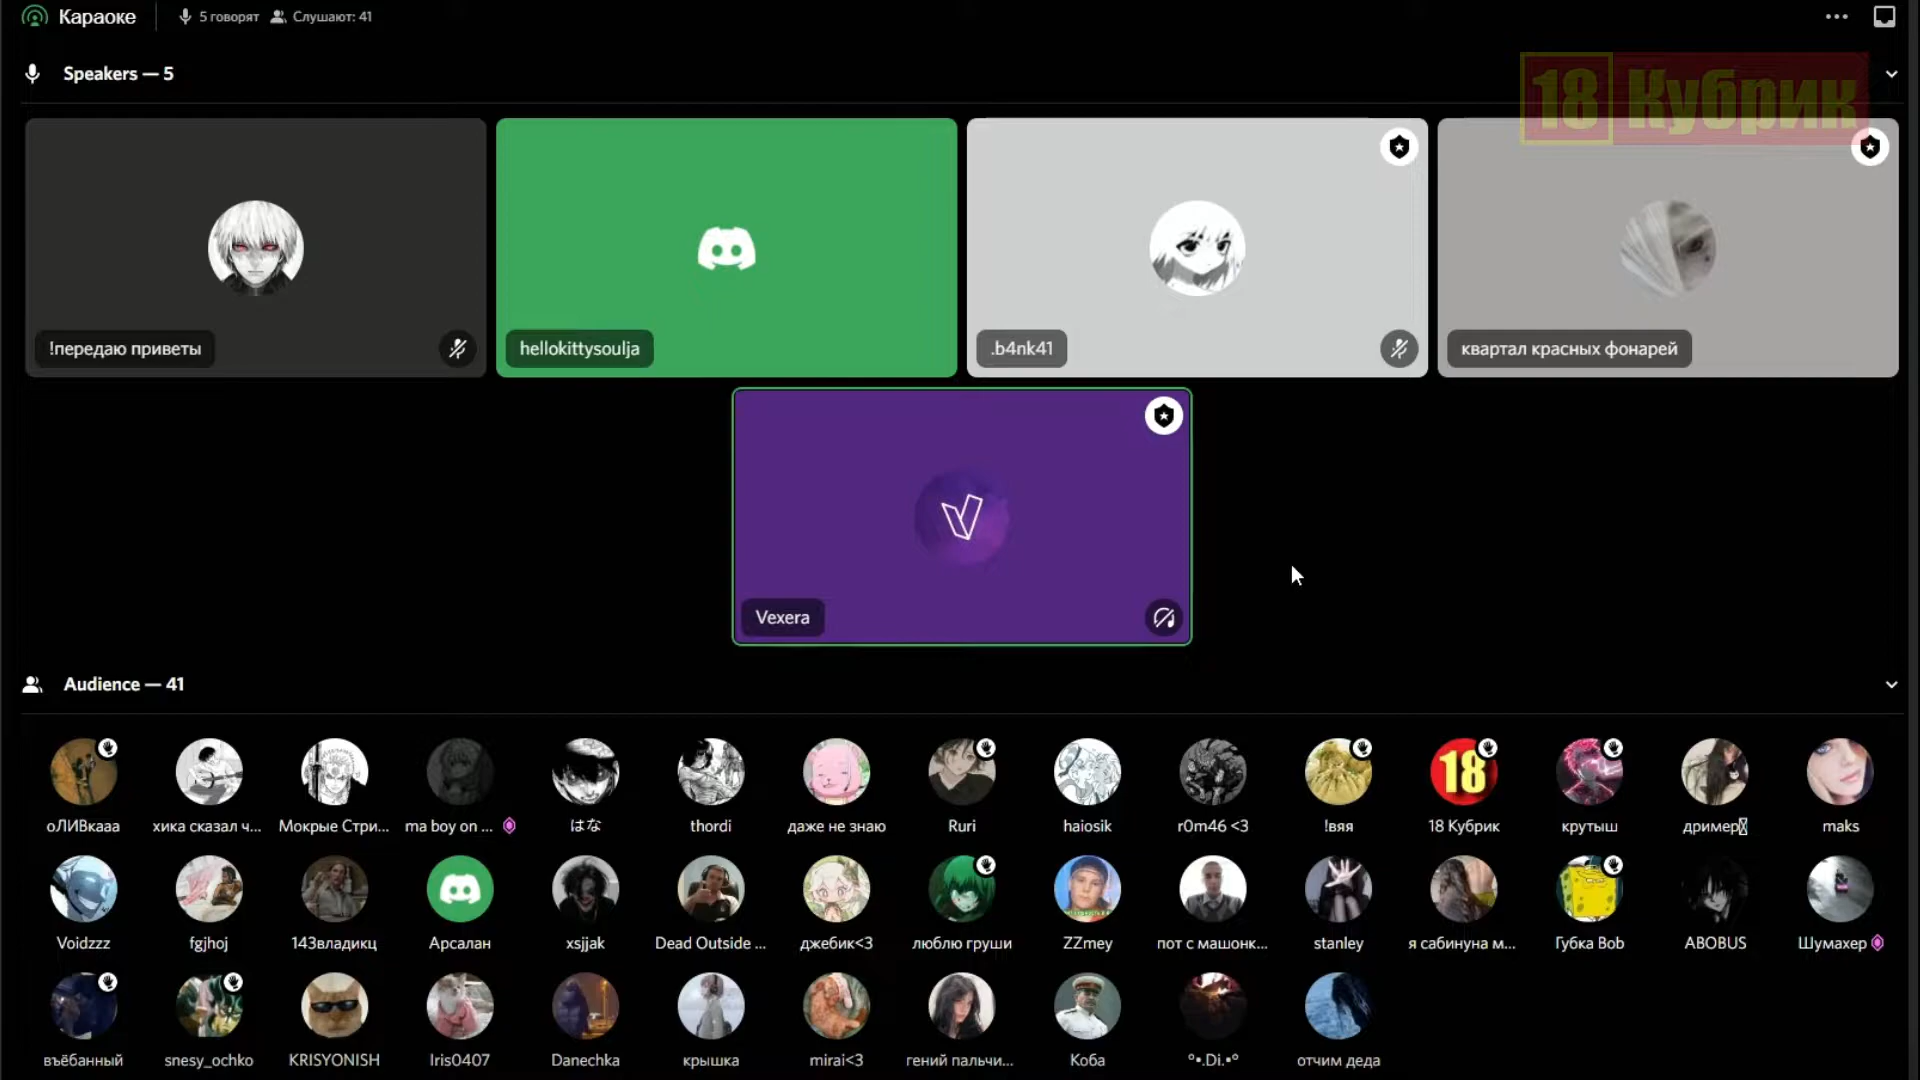 Караоке
5 говорят
Слушают: 41
Speakers — 5
18 Кубрик
!передаю приветы
hellokittysoulja
.b4nk41
квартал красных фонарей
Vexera
Audience — 41
оЛИВкааа
хика сказал ч...
Мокрые Стри...
ma boy on ...
はな
thordi
даже не знаю
Ruri
haiosik
r0m46 <3
!вяя
18
18 Кубрик
крутыш
дример
maks
Voidzzz
fgjhoj
143владикц
Арсалан
xsjjak
Dead Outside ...
джебик<3
люблю груши
ZZmey
пот с машонк...
stanley
я сабинуна м...
Губка Bob
ABOBUS
Шумахер
въёбанный
snesy_ochko
KRISYONISH
Iris0407
Danechka
крышка
mirai<3
гений пальчи...
Коба
°•.Di.•°
отчим деда